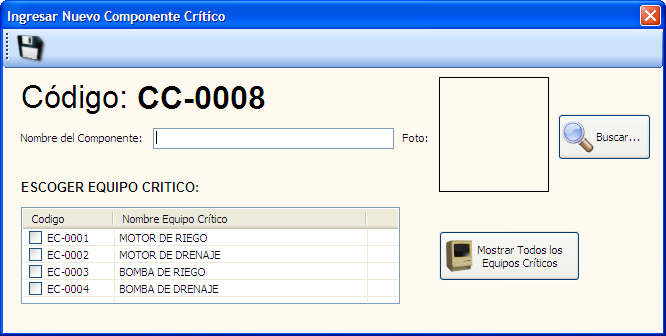 Ingresar Nuevo Componente Crítico
Código: CC-0008
Nombre del Componente:
Foto:
Buscar...
ESCOGER EQUIPO CRITICO:
Codigo Nombre Equipo Crítico
EC-0001 MOTOR DE RIEGO
EC-0002 MOTOR DE DRENAJE
EC-0003 BOMBA DE RIEGO
EC-0004 BOMBA DE DRENAJE
Mostrar Todos los
Equipos Críticos